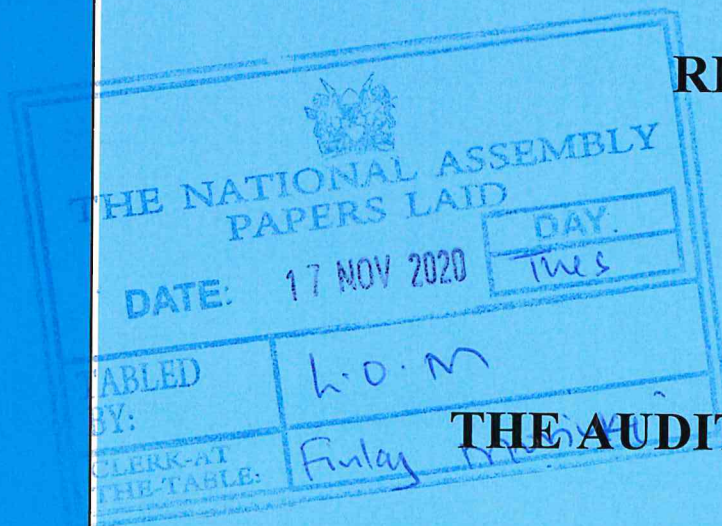 RE
THE NATIONAL ASSEMBLY
PAPERS LAID
DAY.
DATE: 17 NOV 2020 Tues
TABLED
BY:
L.O.M
CLERK-AT
THE-TABLE:
Finlay
THE AUDIT